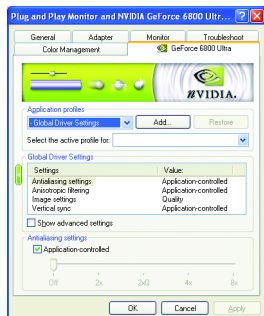 Plug and Play Monitor and NVIDIA GeForce 6800 Ultr...
General Adapter Monitor Troubleshoot
Color Management GeForce 6800 Ultra
nVIDIA.
Application profiles
- Global Driver Settings Add... Restore
Select the active profile for:
Global Driver Settings
Settings Value:
Antialiasing settings Application-controlled
Anisotropic filtering Application-controlled
Image settings Quality
Vertical sync Application-controlled
Show advanced settings
Antialiasing settings
Application-controlled
Off 2x 2xQ 4x 8x
OK Cancel Apply